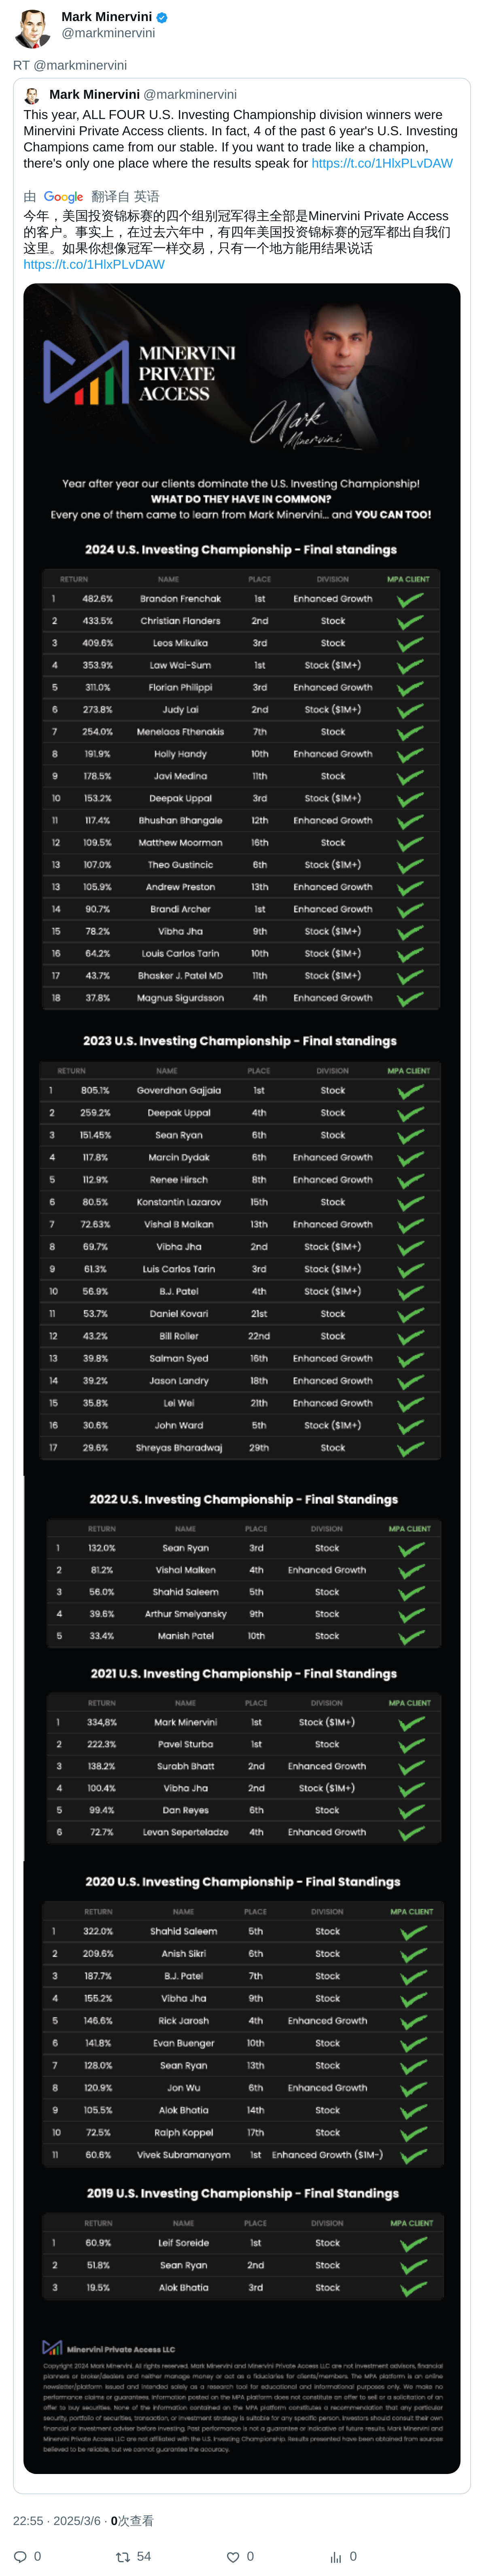 Mark Minervini
@markminervini
RT @markminervini
Mark Minervini @markminervini
This year, ALL FOUR U.S. Investing Championship division winners were
Minervini Private Access clients. In fact, 4 of the past 6 year's U.S. Investing
Champions came from our stable. If you want to trade like a champion,
there's only one place where the results speak for https://t.co/1HlxPLvDAW
由 Google 翻译自 英语
今年，美国投资锦标赛的四个组别冠军得主全部是Minervini Private Access
的客户。事实上，在过去六年中，有四年美国投资锦标赛的冠军都出自我们
这里。如果你想像冠军一样交易，只有一个地方能用结果说话
https://t.co/1HlxPLvDAW
MINERVINI
PRIVATE
ACCESS
Mark
Minervini
Year after year our clients dominate the U.S. Investing Championship!
WHAT DO THEY HAVE IN COMMON?
Every one of them came to learn from Mark Minervini... and YOU CAN TOO!
2024 U.S. Investing Championship - Final standings
RETURN NAME PLACE DIVISION MPA CLIENT
1 482.6% Brandon Frenchak 1st Enhanced Growth
2 433.5% Christian Flanders 2nd Stock
3 409.6% Leos Mikulka 3rd Stock
4 353.9% Law Wai-Sum 1st Stock ($1M+)
5 311.0% Florian Philippi 3rd Enhanced Growth
6 273.8% Judy Lai 2nd Stock ($1M+)
7 254.0% Menelaos Fthenakis 7th Stock
8 191.9% Holly Handy 10th Enhanced Growth
9 178.5% Javi Medina 11th Stock
10 153.2% Deepak Uppal 3rd Stock ($1M+)
11 117.4% Bhushan Bhangale 12th Enhanced Growth
12 109.5% Matthew Moorman 16th Stock
13 107.0% Theo Gustincic 6th Stock ($1M+)
13 105.9% Andrew Preston 13th Enhanced Growth
14 90.7% Brandi Archer 1st Enhanced Growth
15 78.2% Vibha Jha 9th Stock ($1M+)
16 64.2% Louis Carlos Tarin 10th Stock ($1M+)
17 43.7% Bhasker J. Patel MD 11th Stock ($1M+)
18 37.8% Magnus Sigurdsson 4th Enhanced Growth
2023 U.S. Investing Championship - Final standings
RETURN NAME PLACE DIVISION MPA CLIENT
1 805.1% Goverdhan Gajjala 1st Stock
2 259.2% Deepak Uppal 4th Stock
3 151.45% Sean Ryan 6th Stock
4 117.8% Marcin Dydak 6th Enhanced Growth
5 112.9% Renee Hirsch 8th Enhanced Growth
6 80.5% Konstantin Lazarov 15th Stock
7 72.63% Vishal B Malkan 13th Enhanced Growth
8 69.7% Vibha Jha 2nd Stock ($1M+)
9 61.3% Luis Carlos Tarin 3rd Stock ($1M+)
10 56.9% B.J. Patel 4th Stock ($1M+)
11 53.7% Daniel Kovari 21st Stock
12 43.2% Bill Roller 22nd Stock
13 39.8% Salman Syed 16th Enhanced Growth
14 39.2% Jason Landry 18th Enhanced Growth
15 35.8% Lei Wei 21th Enhanced Growth
16 30.6% John Ward 5th Stock ($1M+)
17 29.6% Shreyas Bharadwaj 29th Stock
2022 U.S. Investing Championship - Final Standings
RETURN NAME PLACE DIVISION MPA CLIENT
1 132.0% Sean Ryan 3rd Stock
2 81.2% Vishal Malken 4th Enhanced Growth
3 56.0% Shahid Saleem 5th Stock
4 39.6% Arthur Smelyansky 9th Stock
5 33.4% Manish Patel 10th Stock
2021 U.S. Investing Championship - Final Standings
RETURN NAME PLACE DIVISION MPA CLIENT
1 334,8% Mark Minervini 1st Stock ($1M+)
2 222.3% Pavel Sturba 1st Stock
3 138.2% Surabh Bhatt 2nd Enhanced Growth
4 100.4% Vibha Jha 2nd Stock ($1M+)
5 99.4% Dan Reyes 6th Stock
6 72.7% Levan Seperteladze 4th Enhanced Growth
2020 U.S. Investing Championship - Final Standings
RETURN NAME PLACE DIVISION MPA CLIENT
1 322.0% Shahid Saleem 5th Stock
2 209.6% Anish Sikri 6th Stock
3 187.7% B.J. Patel 7th Stock
4 155.2% Vibha Jha 9th Stock
5 146.6% Rick Jarosh 4th Enhanced Growth
6 141.8% Evan Buenger 10th Stock
7 128.0% Sean Ryan 13th Stock
8 120.9% Jon Wu 6th Enhanced Growth
9 105.5% Alok Bhatia 14th Stock
10 72.5% Ralph Koppel 17th Stock
11 60.6% Vivek Subramanyam 1st Enhanced Growth ($1M-)
2019 U.S. Investing Championship - Final Standings
RETURN NAME PLACE DIVISION MPA CLIENT
1 60.9% Leif Soreide 1st Stock
2 51.8% Sean Ryan 2nd Stock
3 19.5% Alok Bhatia 3rd Stock
Minervini Private Access LLC
Copyright 2024 Mark Minervini. All rights reserved. Mark Minervini and Minervini Private Access LLC are not investment advisors, financial
planners or broker/dealers and neither manage money or act as a fiduciaries for clients/members. The MPA platform is an online
newsletter/platform issued and intended solely as a research tool for educational and informational purposes only. We make no
performance claims or guarantees. Information posted on the MPA platform does not constitute an offer to sell or a solicitation of an
offer to buy securities. None of the information contained on the MPA platform constitutes a recommendation that any particular
security, portfolio of securities, transaction, or investment strategy is suitable for any specific person. Investors should consult their own
financial or investment adviser before investing. Past performance is not a guarantee or indicative of future results. Mark Minervini and
Minervini Private Access LLC are not affiliated with the U.S. Investing Championship. Results presented have been obtained from sources
believed to be reliable, but we cannot guarantee the accuracy.
22:55 · 2025/3/6 · 0次查看
0 54 0 0